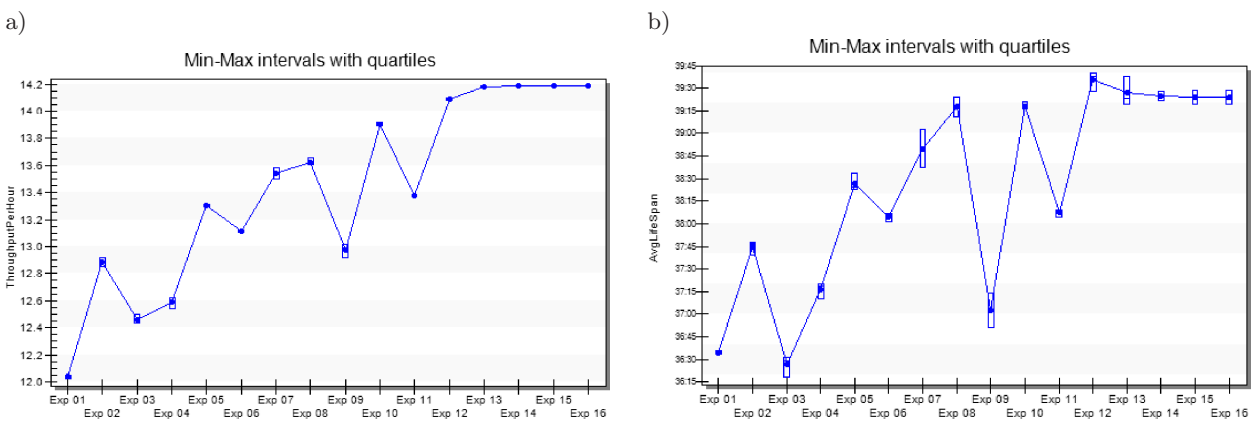 a)
Min-Max intervals with quartiles
ThroughputPerHour
14.2
14.0
13.8
13.6
13.4
13.2
13.0
12.8
12.6
12.4
12.2
12.0
Exp 01 Exp 03 Exp 05 Exp 07 Exp 09 Exp 11 Exp 13 Exp 15
Exp 02 Exp 04 Exp 06 Exp 08 Exp 10 Exp 12 Exp 14 Exp 16
b)
Min-Max intervals with quartiles
AvgLifeSpan
39:45
39:30
39:15
39:00
38:45
38:30
38:15
38:00
37:45
37:30
37:15
37:00
36:45
36:30
36:15
Exp 01 Exp 03 Exp 05 Exp 07 Exp 09 Exp 11 Exp 13 Exp 15
Exp 02 Exp 04 Exp 06 Exp 08 Exp 10 Exp 12 Exp 14 Exp 16